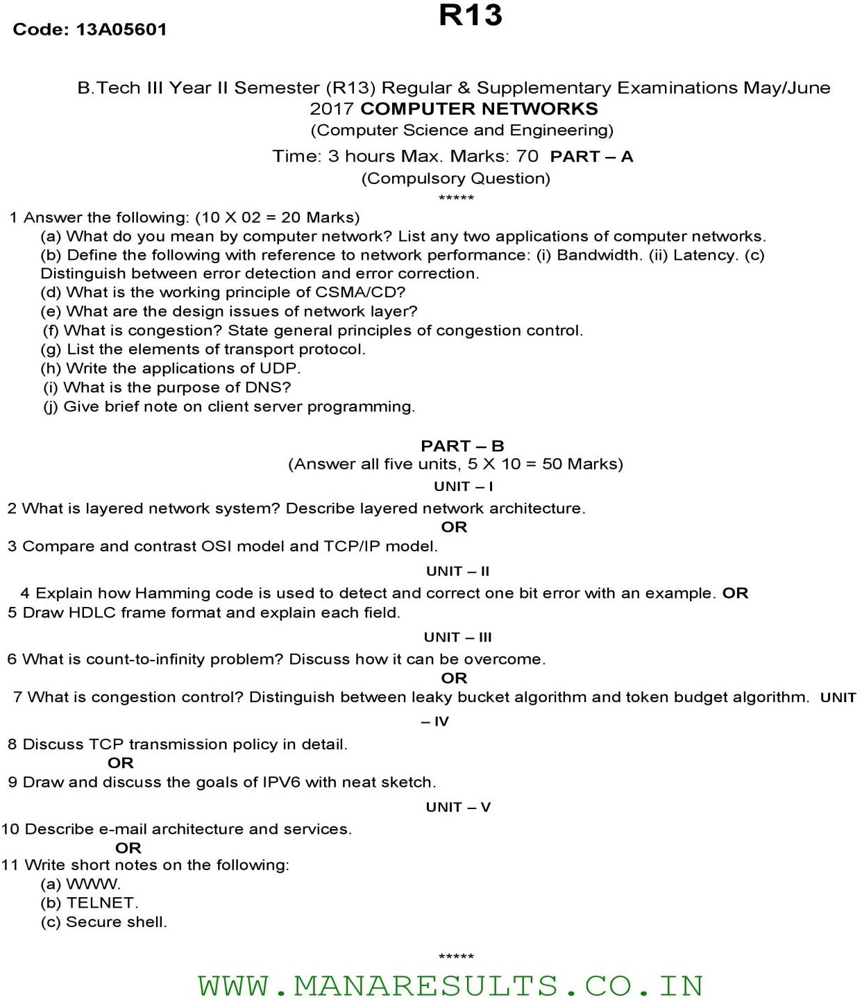 R13
Code: 13A05601
B.Tech III Year II Semester (R13) Regular & Supplementary Examinations May/June
2017 COMPUTER NETWORKS
(Computer Science and Engineering)
Time: 3 hours Max. Marks: 70 PART – A
(Compulsory Question)
*****
1 Answer the following: (10 X 02 = 20 Marks)
(a) What do you mean by computer network? List any two applications of computer networks.
(b) Define the following with reference to network performance: (i) Bandwidth. (ii) Latency. (c)
Distinguish between error detection and error correction.
(d) What is the working principle of CSMA/CD?
(e) What are the design issues of network layer?
(f) What is congestion? State general principles of congestion control.
(g) List the elements of transport protocol.
(h) Write the applications of UDP.
(i) What is the purpose of DNS?
(j) Give brief note on client server programming.
PART – B
(Answer all five units, 5 X 10 = 50 Marks)
UNIT – I
2 What is layered network system? Describe layered network architecture.
OR
3 Compare and contrast OSI model and TCP/IP model.
UNIT – II
4 Explain how Hamming code is used to detect and correct one bit error with an example. OR
5 Draw HDLC frame format and explain each field.
UNIT – III
6 What is count-to-infinity problem? Discuss how it can be overcome.
OR
7 What is congestion control? Distinguish between leaky bucket algorithm and token budget algorithm. UNIT
– IV
8 Discuss TCP transmission policy in detail.
OR
9 Draw and discuss the goals of IPV6 with neat sketch.
UNIT – V
10 Describe e-mail architecture and services.
OR
11 Write short notes on the following:
(a) WWW.
(b) TELNET.
(c) Secure shell.
*****
WWW.MANARESULTS.CO.IN